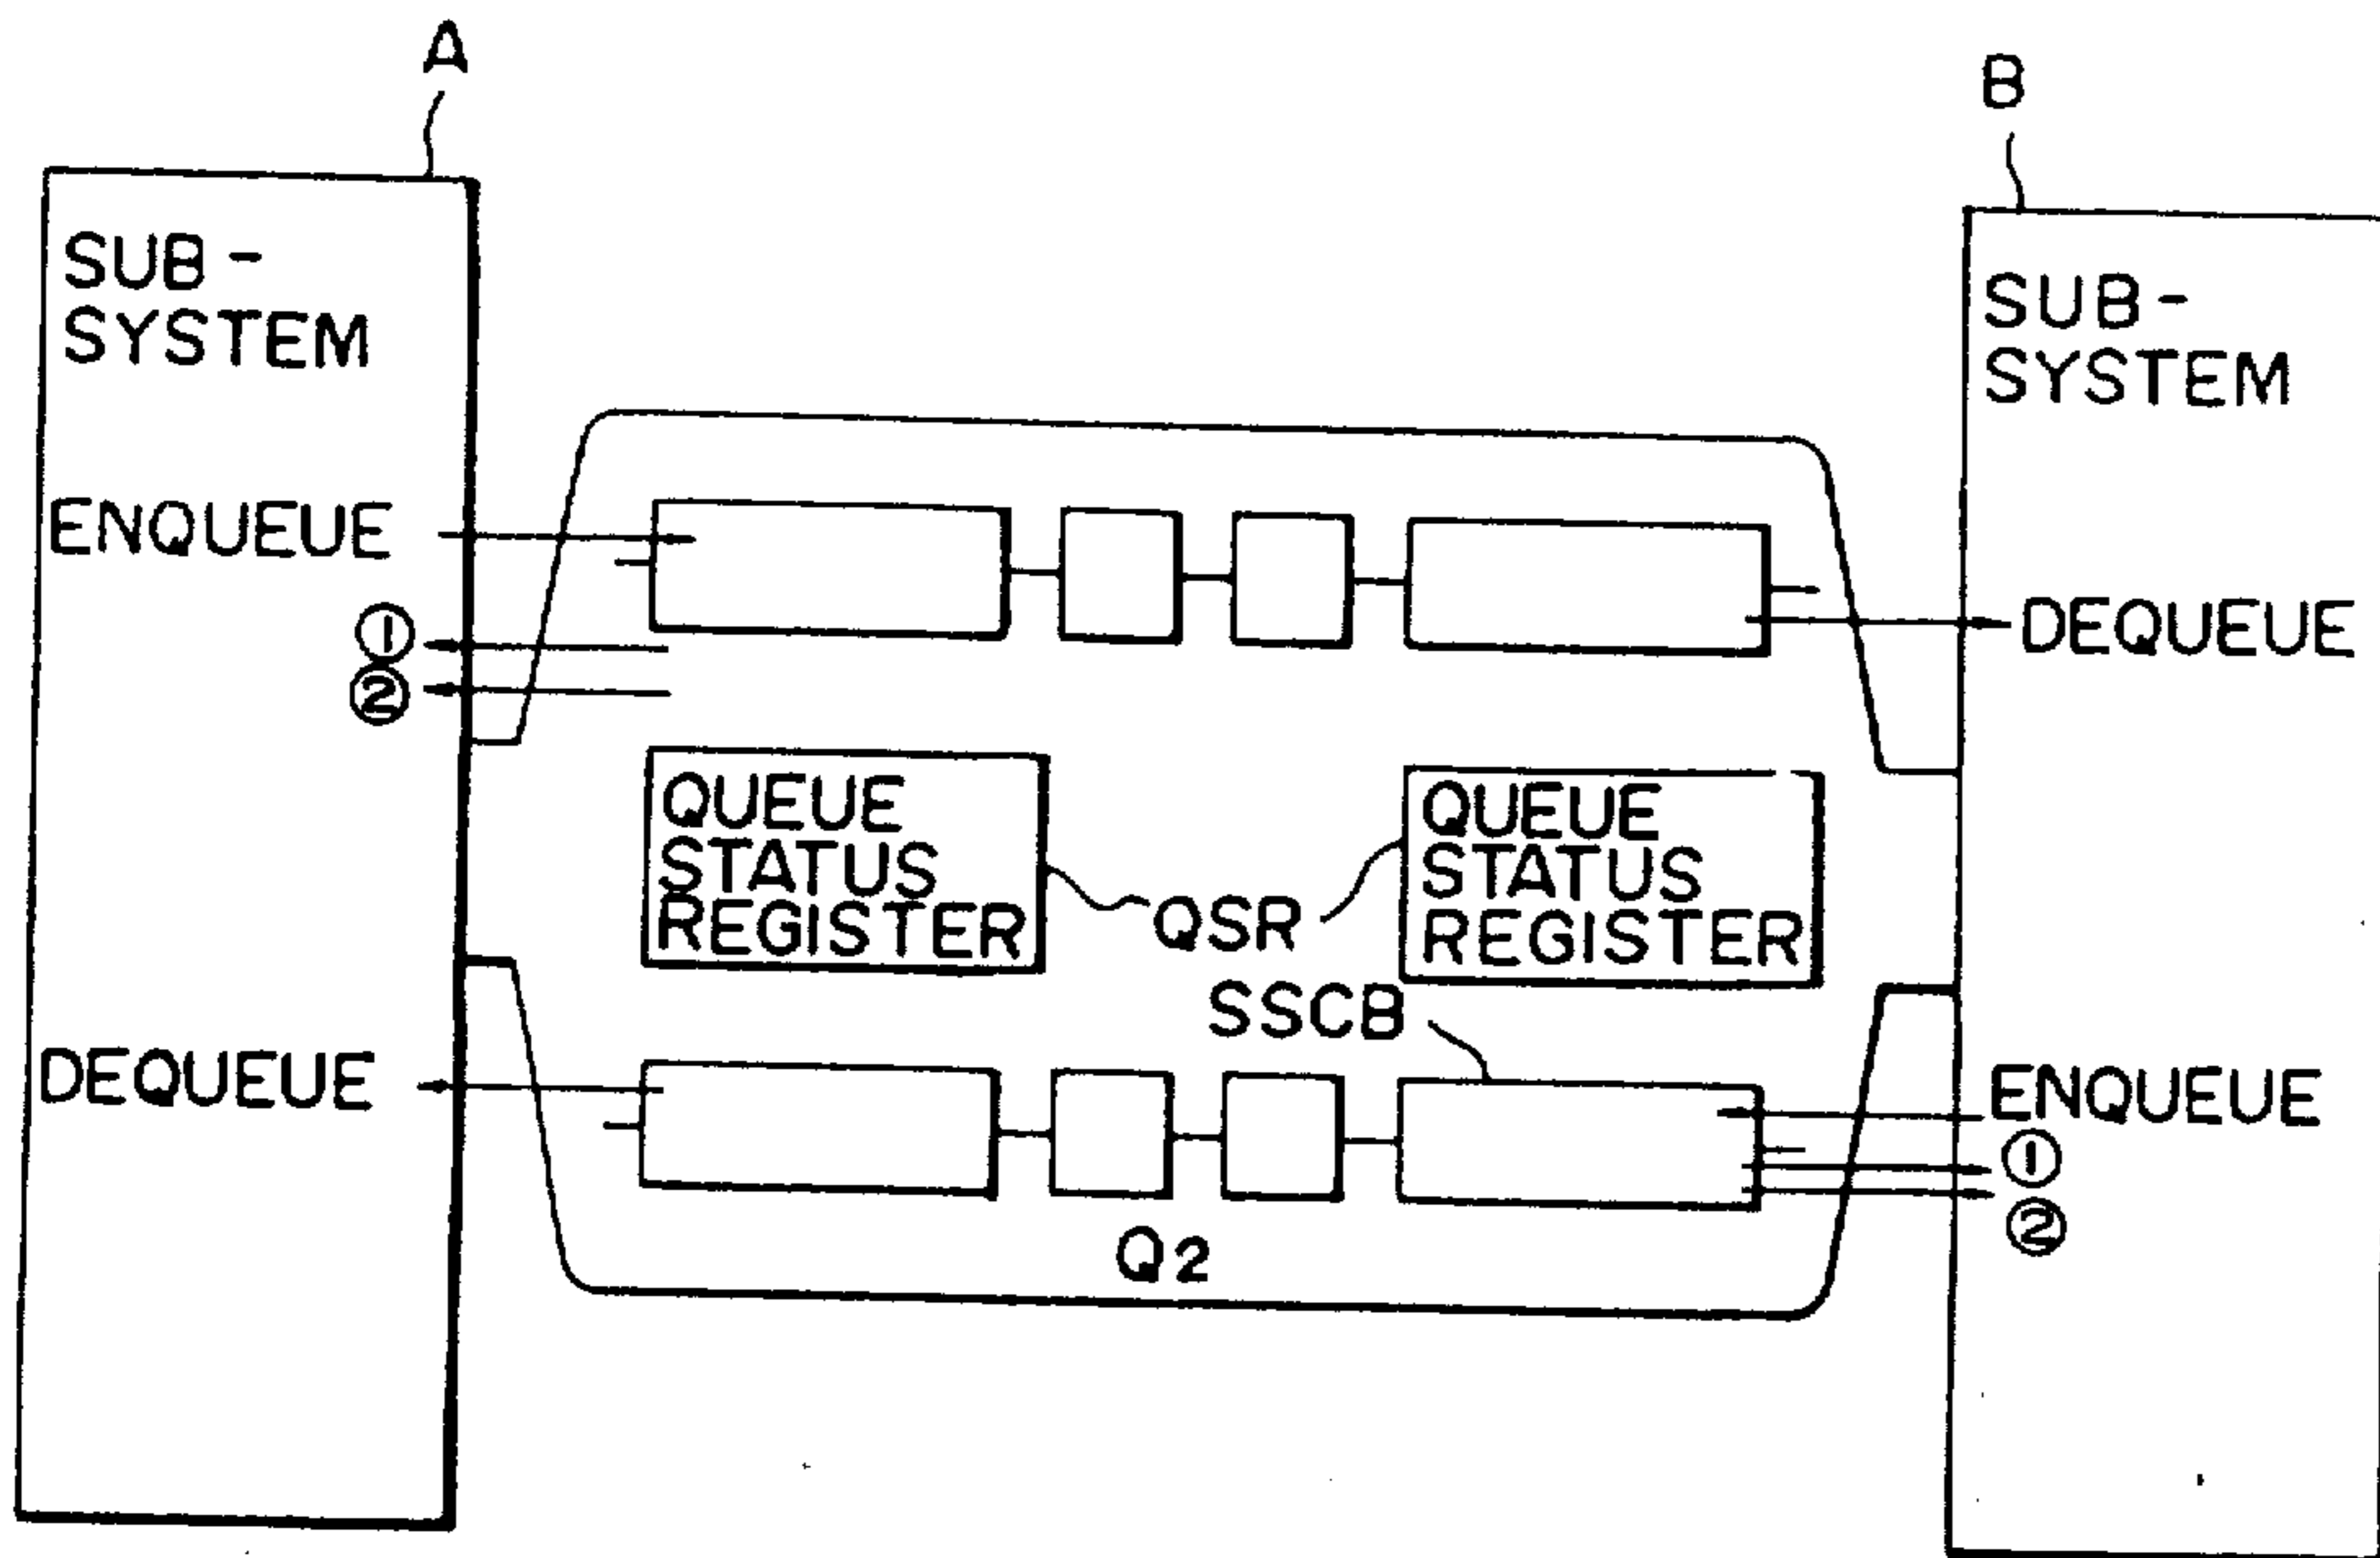 A
B
SUB-
SYSTEM
SUB-
SYSTEM
ENQUEUE
①
②
DEQUEUE
QUEUE
STATUS
REGISTER
QSR
QUEUE
STATUS
REGISTER
SSCB
DEQUEUE
ENQUEUE
①
②
Q2